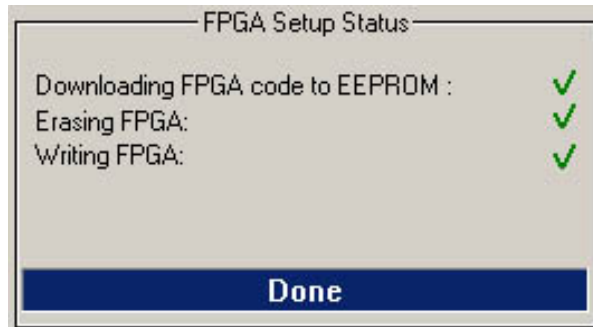 FPGA Setup Status
Downloading FPGA code to EEPROM :
Erasing FPGA:
Writing FPGA:
Done